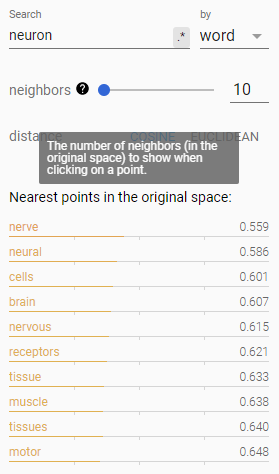 Search
by
neuron
.*
word
neighbors ?
10
distance
COSINE
EUCLIDEAN
The number of neighbors (in the
original space) to show when
clicking on a point.
Nearest points in the original space:
nerve 0.559
neural 0.586
cells 0.601
brain 0.607
nervous 0.615
receptors 0.621
tissue 0.633
muscle 0.638
tissues 0.640
motor 0.648